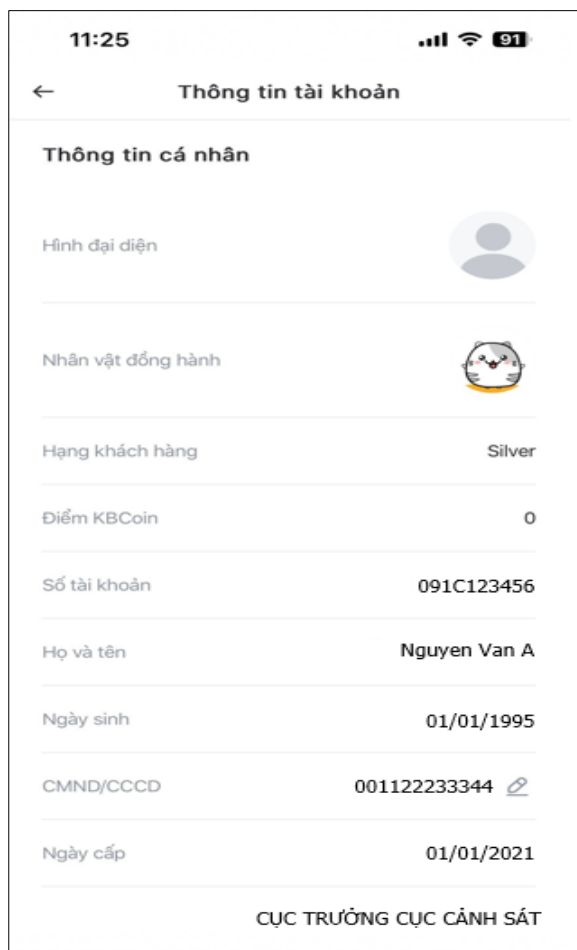 11:25
91
Thông tin tài khoản
Thông tin cá nhân
Hình đại diện
Nhân vật đồng hành
Hạng khách hàng Silver
Điểm KBCoin 0
Số tài khoản 091C123456
Họ và tên Nguyen Van A
Ngày sinh 01/01/1995
CMND/CCCD 001122233344
Ngày cấp 01/01/2021
CỤC TRƯỞNG CỤC CẢNH SÁT